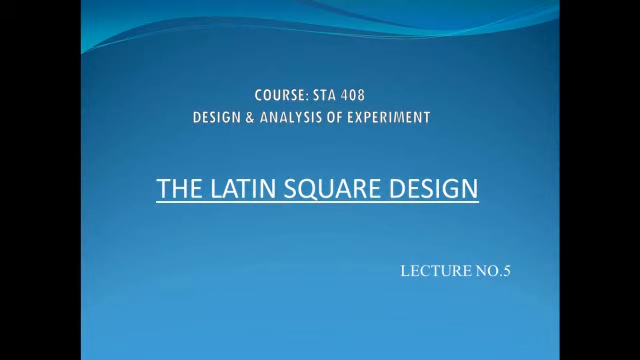 COURSE: STA 408
DESIGN & ANALYSIS OF EXPERIMENT
THE LATIN SQUARE DESIGN
LECTURE NO.5